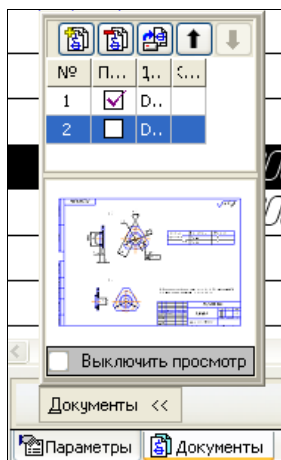 № П... Д.. С...
1 D..
2 D..
Выключить просмотр
Документы <<
Параметры Документы